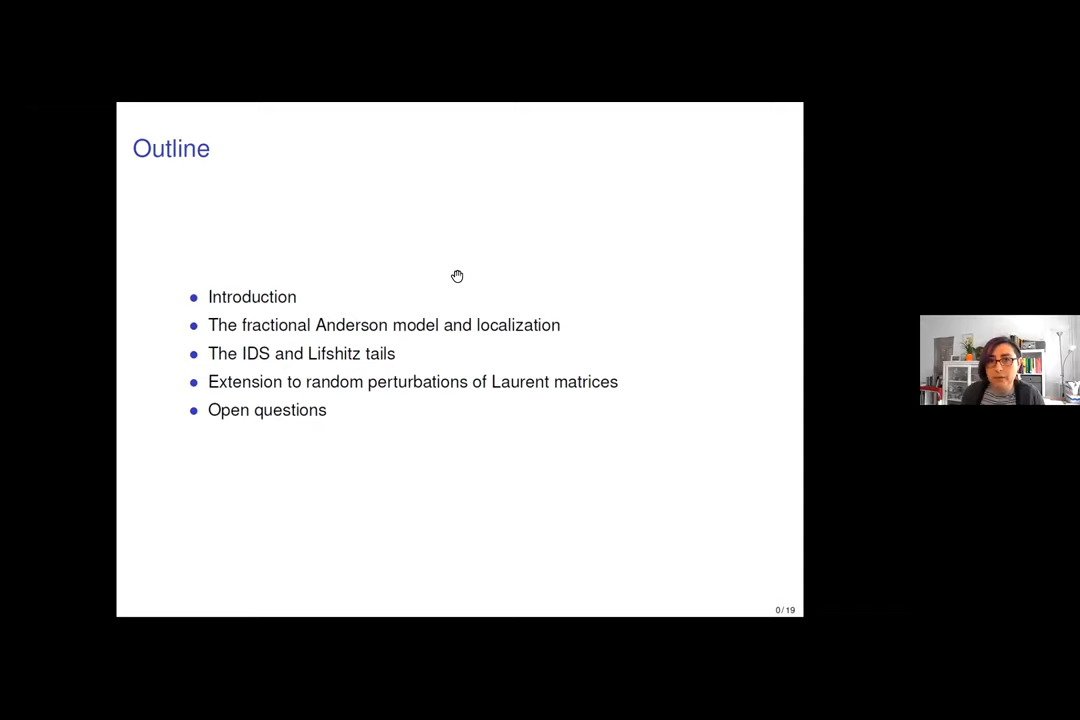 Outline
Introduction
The fractional Anderson model and localization
The IDS and Lifshitz tails
Extension to random perturbations of Laurent matrices
Open questions
0 / 19